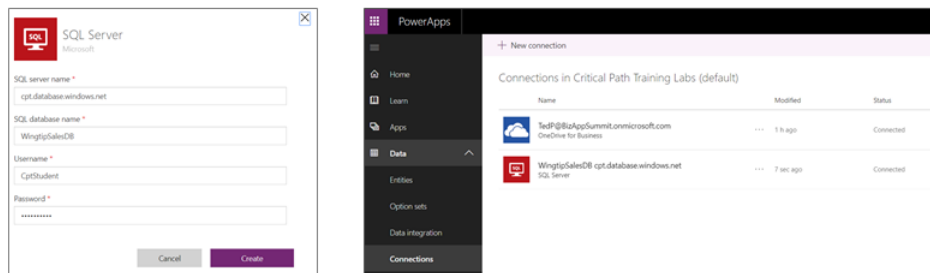 SQL
SQL Server
Microsoft
SQL server name *
cpt.database.windows.net
SQL database name *
WingtipSalesDB
Username *
CptStudent
Password *
••••••••••
Cancel
Create
PowerApps
Home
Learn
Apps
Data
Entities
Option sets
Data integration
Connections
+ New connection
Connections in Critical Path Training Labs (default)
Name Modified Status
TedP@BizAppSummit.onmicrosoft.com ··· 1 h ago Connected
OneDrive for Business
WingtipSalesDB cpt.database.windows.net ··· 7 sec ago Connected
SQL Server